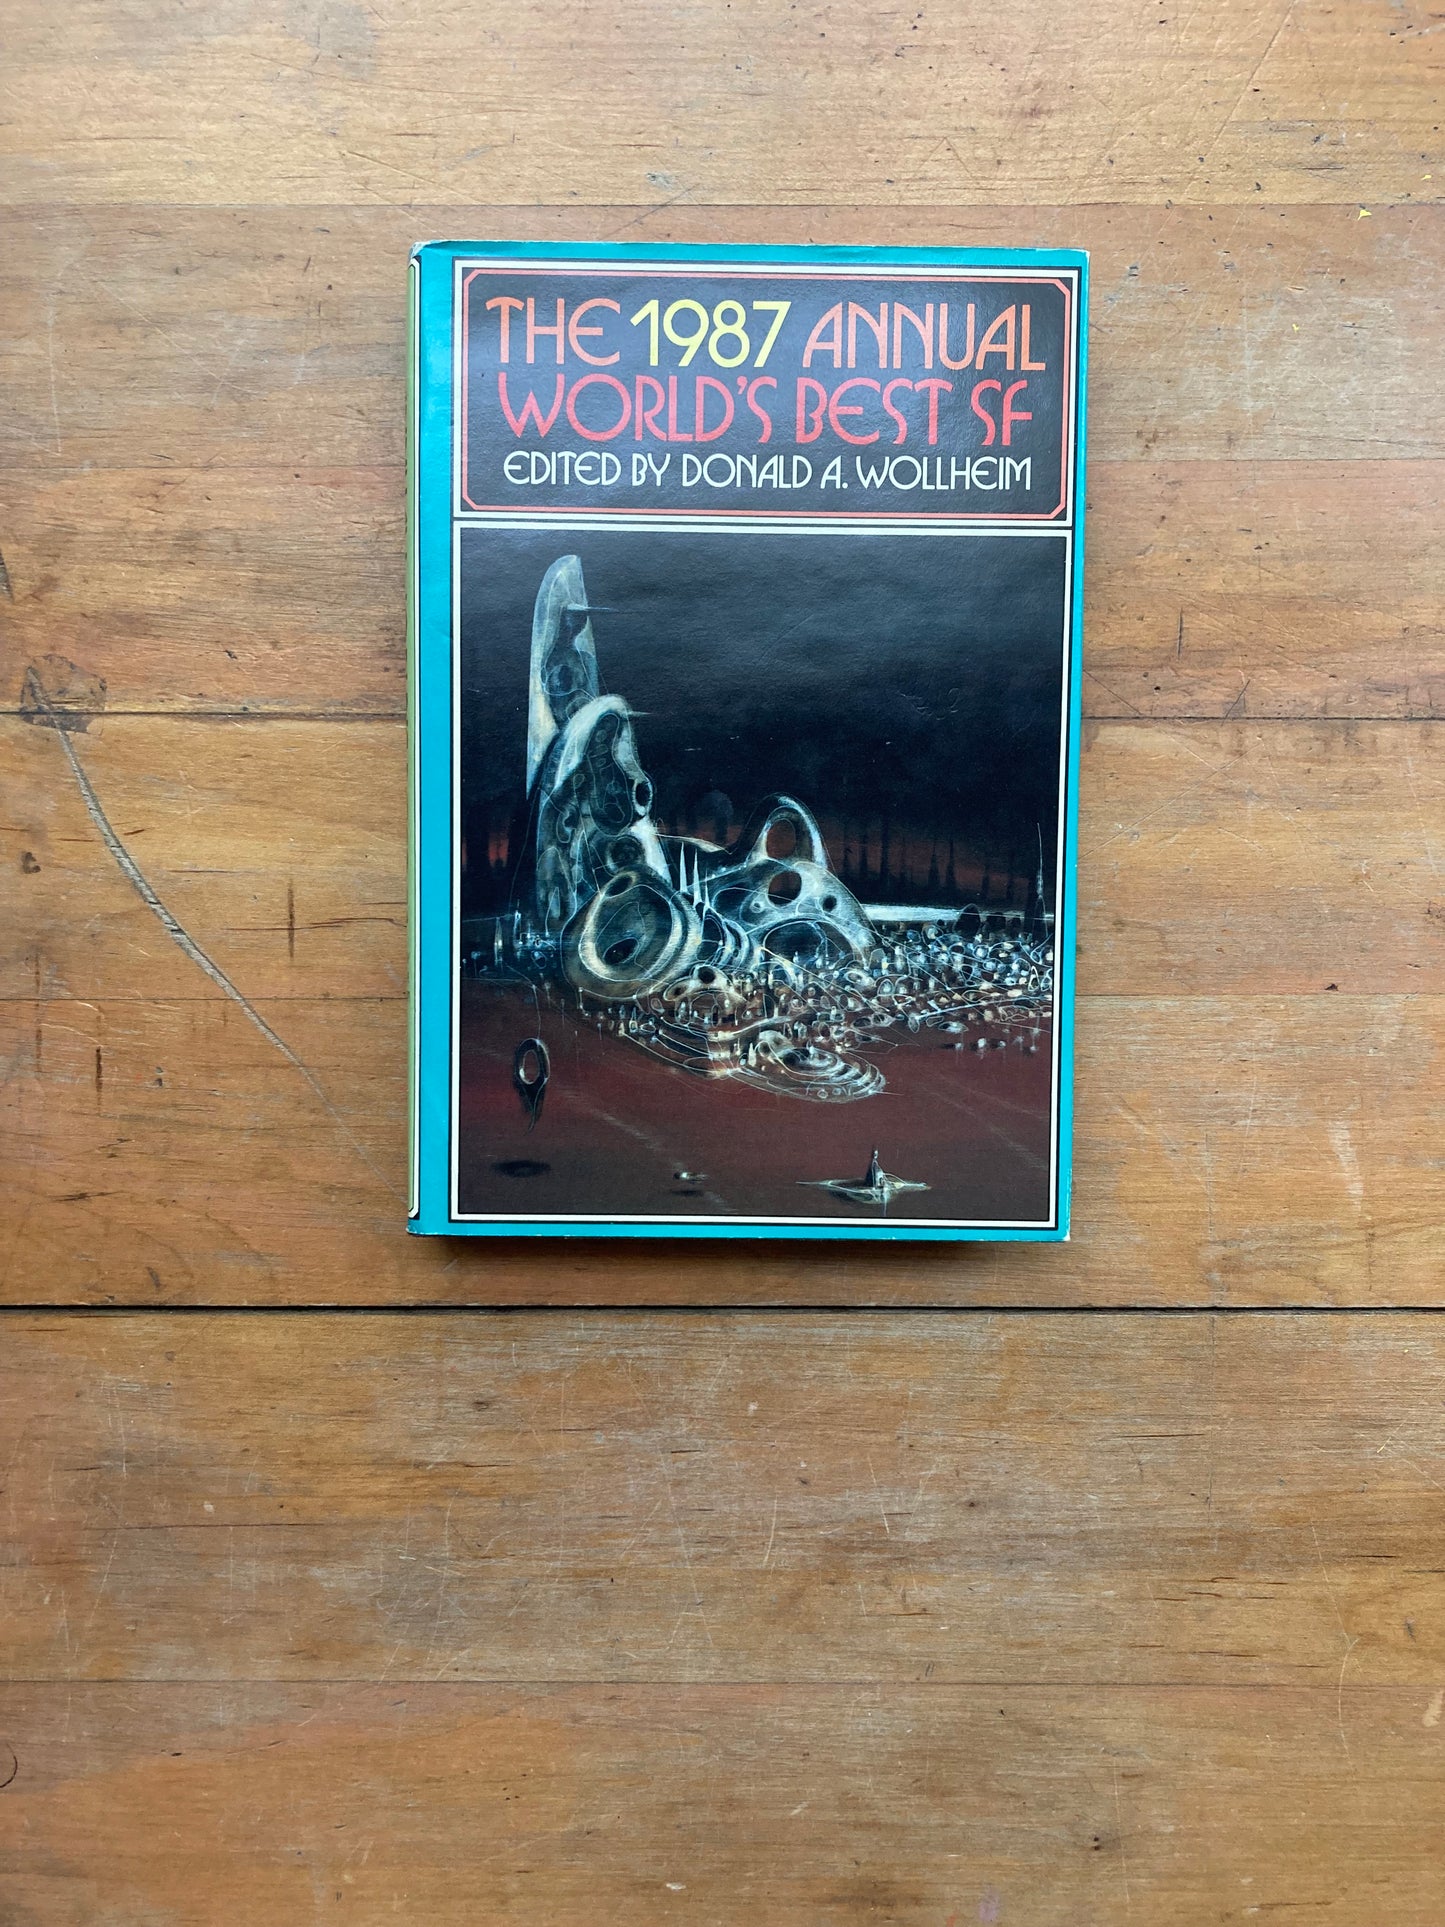 THE 1987 ANNUAL
WORLD'S BEST SF
EDITED BY DONALD A. WOLLHEIM